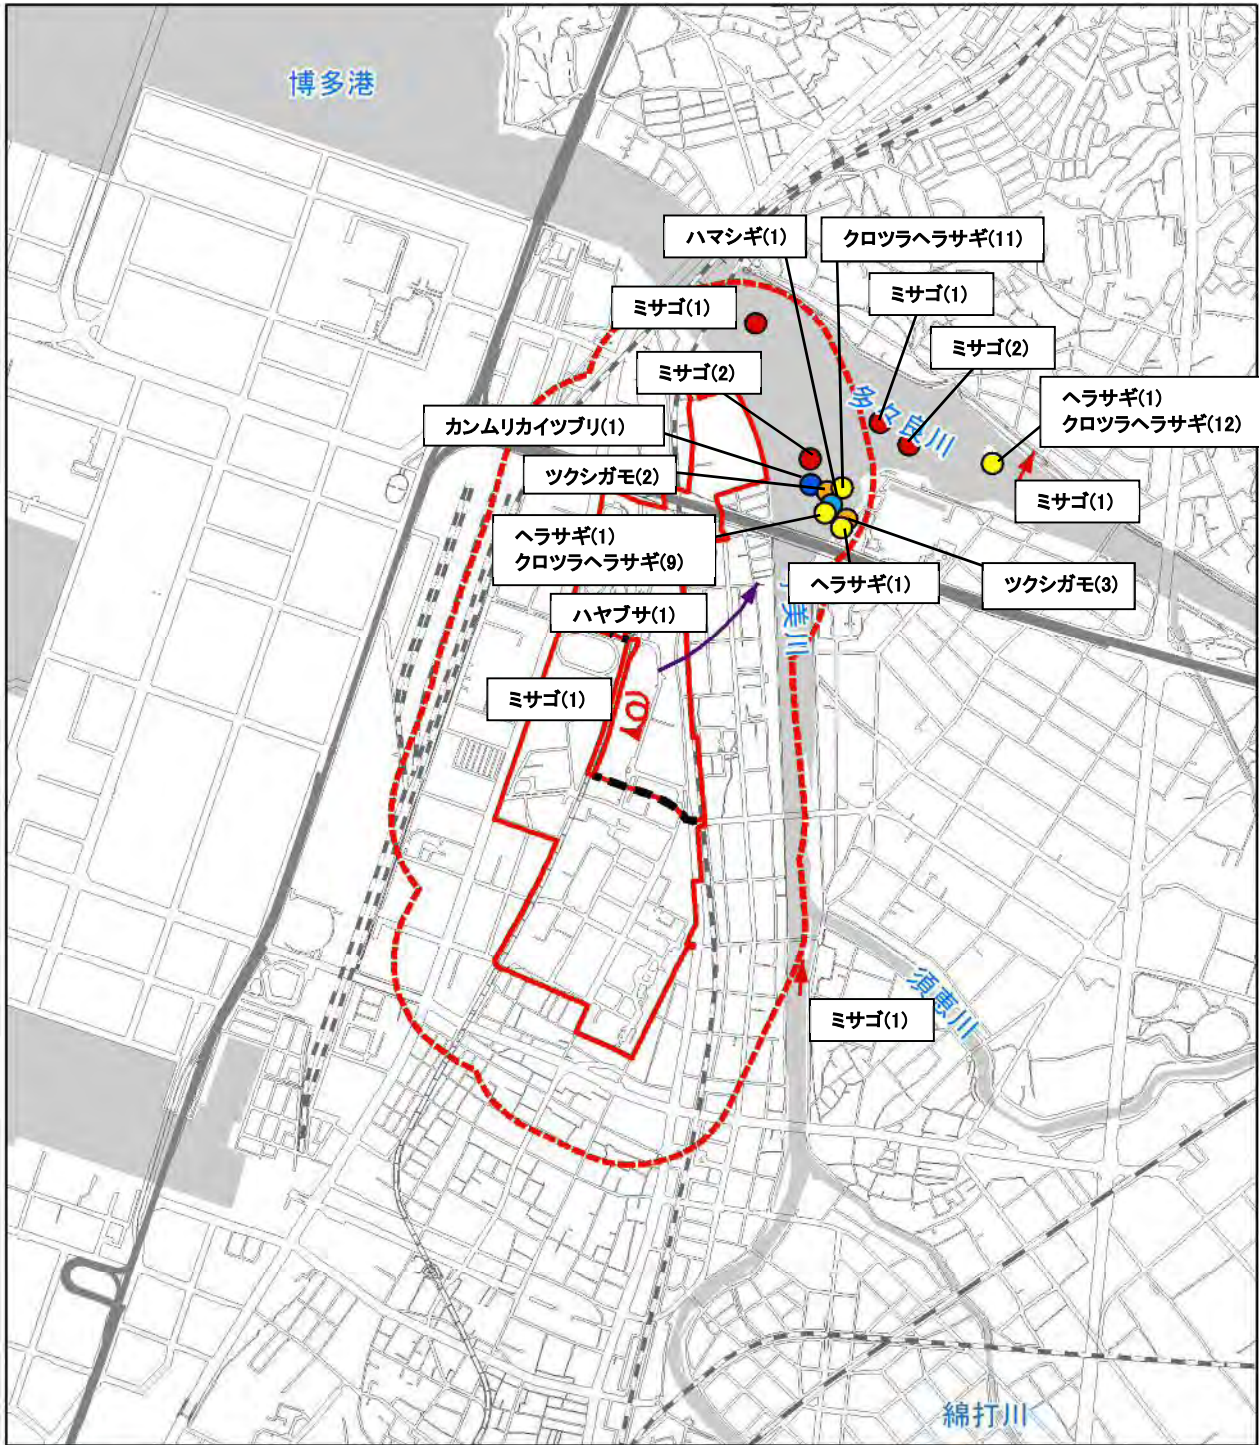 博多港
ハマシギ(1)
クロツラヘラサギ(11)
ミサゴ(1)
ミサゴ(1)
ミサゴ(2)
ミサゴ(2)
ヘラサギ(1)
クロツラヘラサギ(12)
多々良川
カンムリカイツブリ(1)
ツクシガモ(2)
ミサゴ(1)
ヘラサギ(1)
クロツラヘラサギ(9)
ヘラサギ(1)
ツクシガモ(3)
ハヤブサ(1)
美川
ミサゴ(1)
須恵川
ミサゴ(1)
綿打川